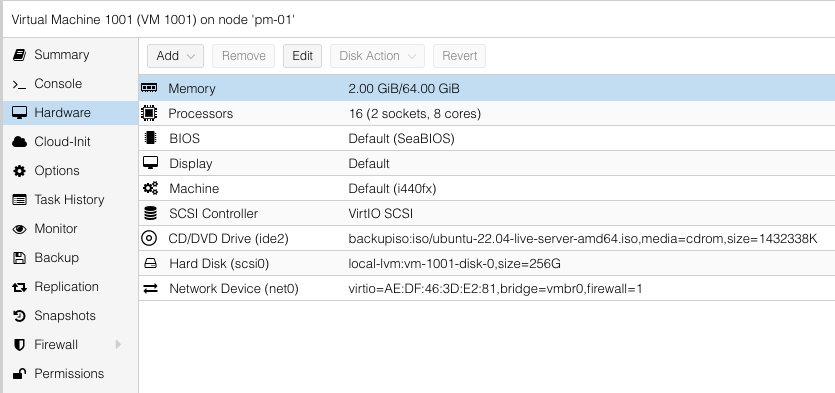 Virtual Machine 1001 (VM 1001) on node 'pm-01'
Summary
Console
Hardware
Cloud-Init
Options
Task History
Monitor
Backup
Replication
Snapshots
Firewall
Permissions
Add Remove Edit Disk Action Revert
Memory 2.00 GiB/64.00 GiB
Processors 16 (2 sockets, 8 cores)
BIOS Default (SeaBIOS)
Display Default
Machine Default (i440fx)
SCSI Controller VirtIO SCSI
CD/DVD Drive (ide2) backupiso:iso/ubuntu-22.04-live-server-amd64.iso,media=cdrom,size=1432338K
Hard Disk (scsi0) local-lvm:vm-1001-disk-0,size=256G
Network Device (net0) virtio=AE:DF:46:3D:E2:81,bridge=vmbr0,firewall=1